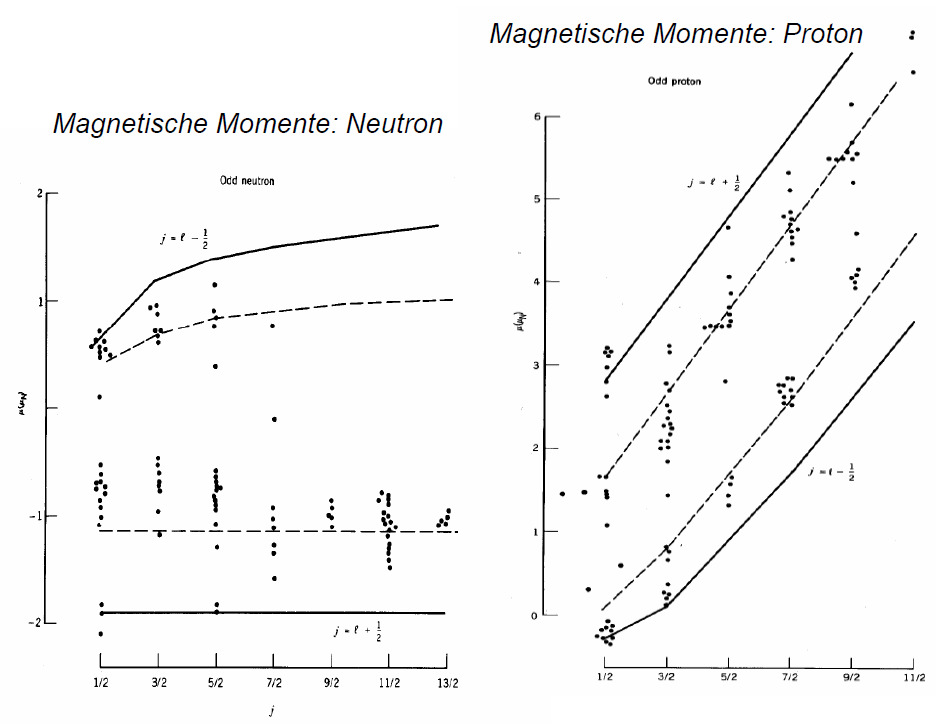 Magnetische Momente: Neutron
Odd neutron
2
1
-1
-2
μ(μN)
j = ℓ - 1/2
j = ℓ + 1/2
1/2 3/2 5/2 7/2 9/2 11/2 13/2
j
Magnetische Momente: Proton
Odd proton
6
5
4
3
2
1
0
μ(μN)
j = ℓ + 1/2
j = ℓ - 1/2
1/2 3/2 5/2 7/2 9/2 11/2